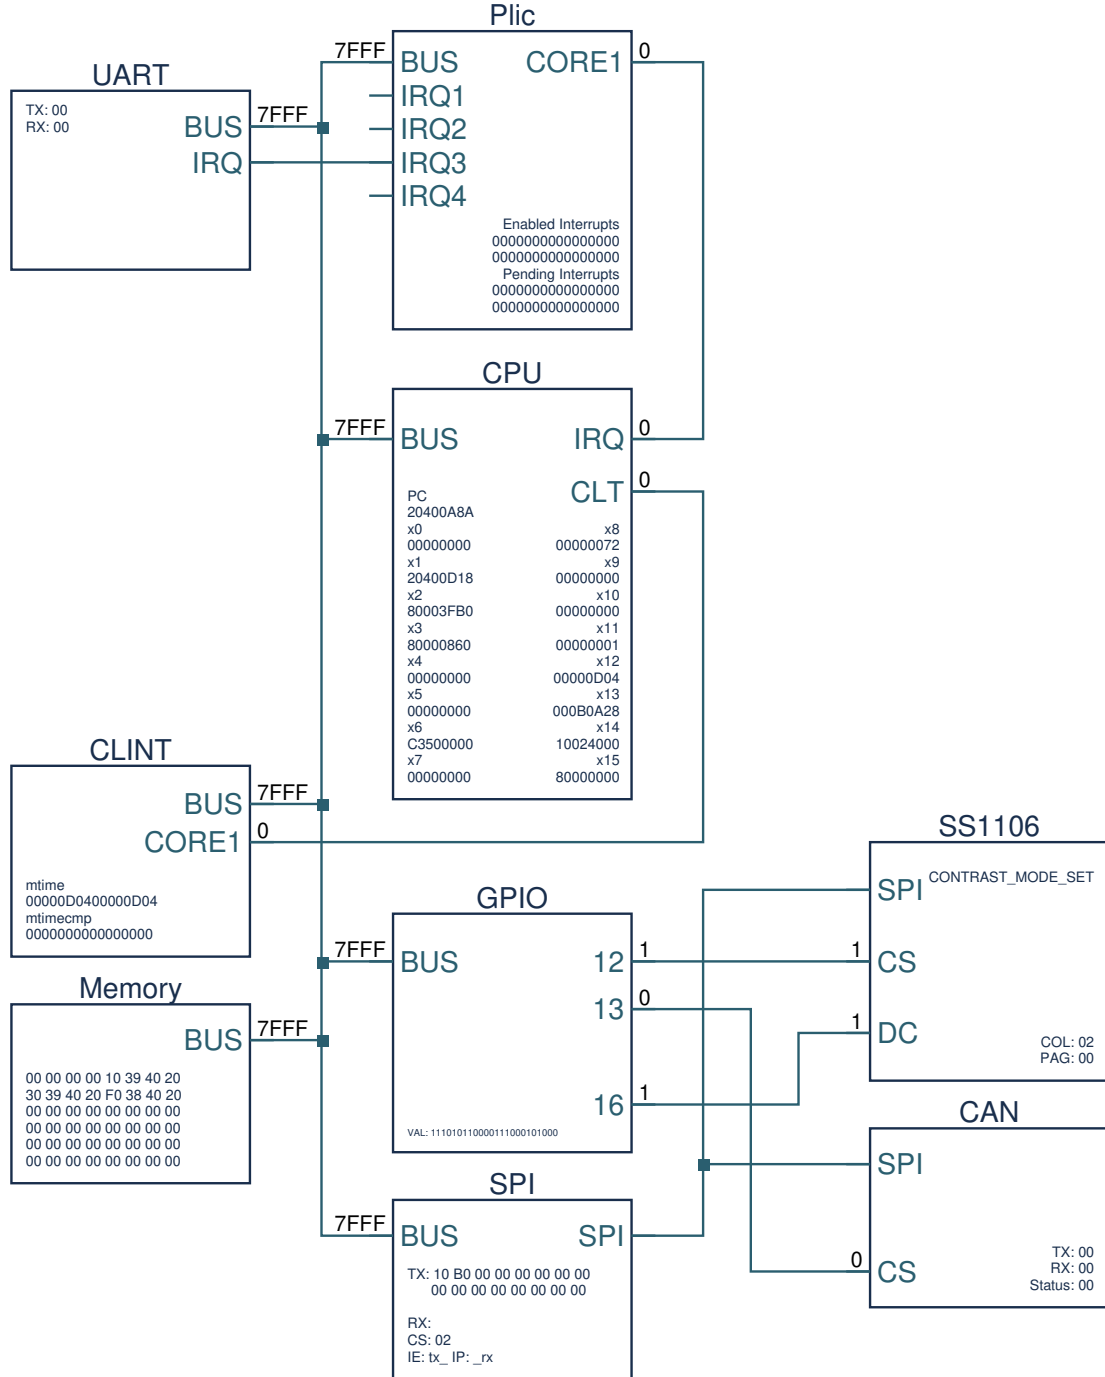 Plic
7FFF
BUS
CORE1
0
IRQ1
IRQ2
IRQ3
IRQ4
Enabled Interrupts
0000000000000000
0000000000000000
Pending Interrupts
0000000000000000
0000000000000000
UART
TX: 00
RX: 00
BUS
7FFF
IRQ
CPU
7FFF
BUS
IRQ
0
CLT
0
PC
20400A8A
x0
00000000
x1
20400D18
x2
80003FB0
x3
80000860
x4
00000000
x5
00000000
x6
C3500000
x7
00000000
x8
00000072
x9
00000000
x10
00000000
x11
00000001
x12
00000D04
x13
000B0A28
x14
10024000
x15
80000000
CLINT
BUS
7FFF
CORE1
0
mtime
00000D0400000D04
mtimecmp
0000000000000000
Memory
BUS
7FFF
00 00 00 00 10 39 40 20
30 39 40 20 F0 38 40 20
00 00 00 00 00 00 00 00
00 00 00 00 00 00 00 00
00 00 00 00 00 00 00 00
00 00 00 00 00 00 00 00
GPIO
7FFF
BUS
12
1
13
0
16
1
VAL: 111010110000111000101000
SS1106
SPI
CONTRAST_MODE_SET
1
CS
1
DC
COL: 02
PAG: 00
CAN
SPI
0
CS
TX: 00
RX: 00
Status: 00
SPI
7FFF
BUS
SPI
TX: 10 B0 00 00 00 00 00 00
00 00 00 00 00 00 00 00
RX:
CS: 02
IE: tx_ IP: _rx